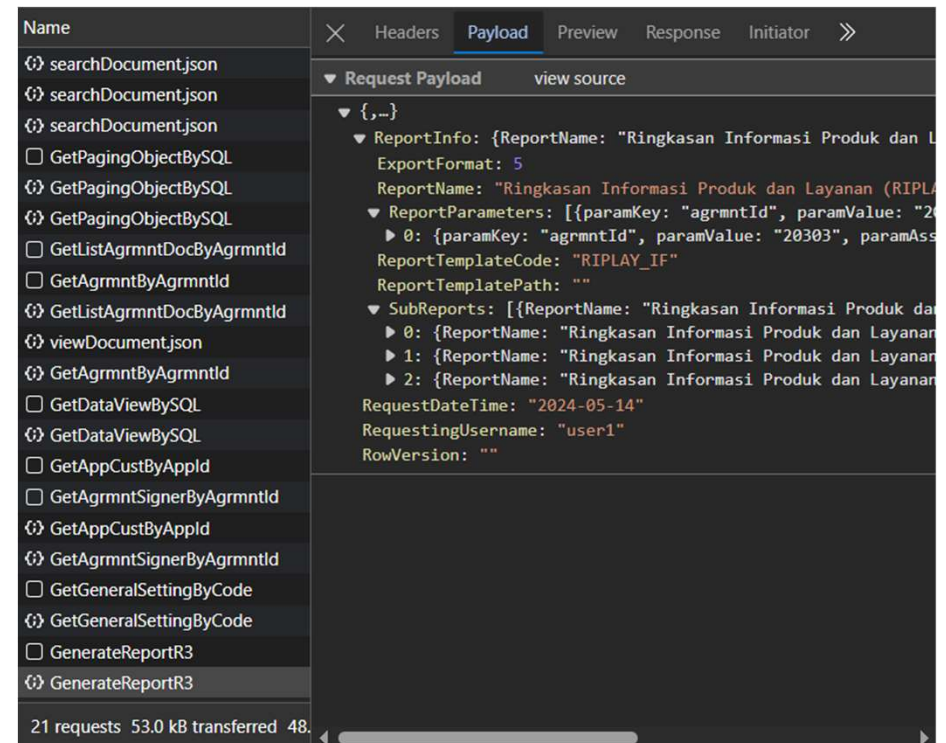 Name
searchDocument.json
searchDocument.json
searchDocument.json
GetPagingObjectBySQL
GetPagingObjectBySQL
GetPagingObjectBySQL
GetListAgrmntDocByAgrmntId
GetAgrmntByAgrmntId
GetListAgrmntDocByAgrmntId
viewDocument.json
GetAgrmntByAgrmntId
GetDataViewBySQL
GetDataViewBySQL
GetAppCustByAppId
GetAgrmntSignerByAgrmntId
GetAppCustByAppId
GetAgrmntSignerByAgrmntId
GetGeneralSettingByCode
GetGeneralSettingByCode
GenerateReportR3
GenerateReportR3
21 requests 53.0 kB transferred 48.
Headers Payload Preview Response Initiator
Request Payload view source
{,…}
ReportInfo: {ReportName: "Ringkasan Informasi Produk dan L
ExportFormat: 5
ReportName: "Ringkasan Informasi Produk dan Layanan (RIPLA
ReportParameters: [{paramKey: "agrmntId", paramValue: "20
0: {paramKey: "agrmntId", paramValue: "20303", paramAss
ReportTemplateCode: "RIPLAY_IF"
ReportTemplatePath: ""
SubReports: [{ReportName: "Ringkasan Informasi Produk da
0: {ReportName: "Ringkasan Informasi Produk dan Layanan
1: {ReportName: "Ringkasan Informasi Produk dan Layanan
2: {ReportName: "Ringkasan Informasi Produk dan Layanan
RequestDateTime: "2024-05-14"
RequestingUsername: "user1"
RowVersion: ""